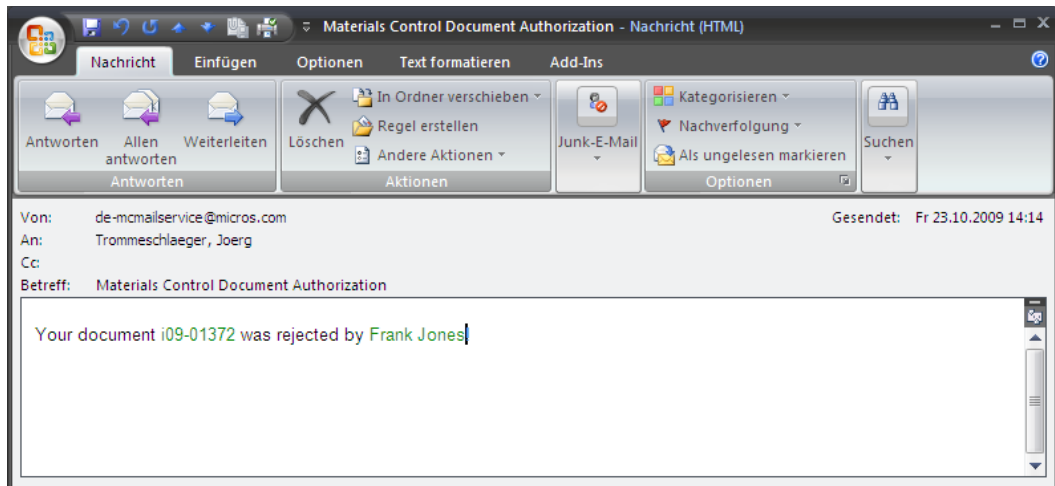 Materials Control Document Authorization - Nachricht (HTML)
Nachricht Einfügen Optionen Text formatieren Add-Ins
Antworten
Allen antworten
Weiterleiten
Antworten
Löschen
In Ordner verschieben
Regel erstellen
Andere Aktionen
Aktionen
Junk-E-Mail
Kategorisieren
Nachverfolgung
Als ungelesen markieren
Optionen
Suchen
Von: de-mcmailservice@micros.com Gesendet: Fr 23.10.2009 14:14
An: Trommeschlaeger, Joerg
Cc:
Betreff: Materials Control Document Authorization
Your document i09-01372 was rejected by Frank Jones